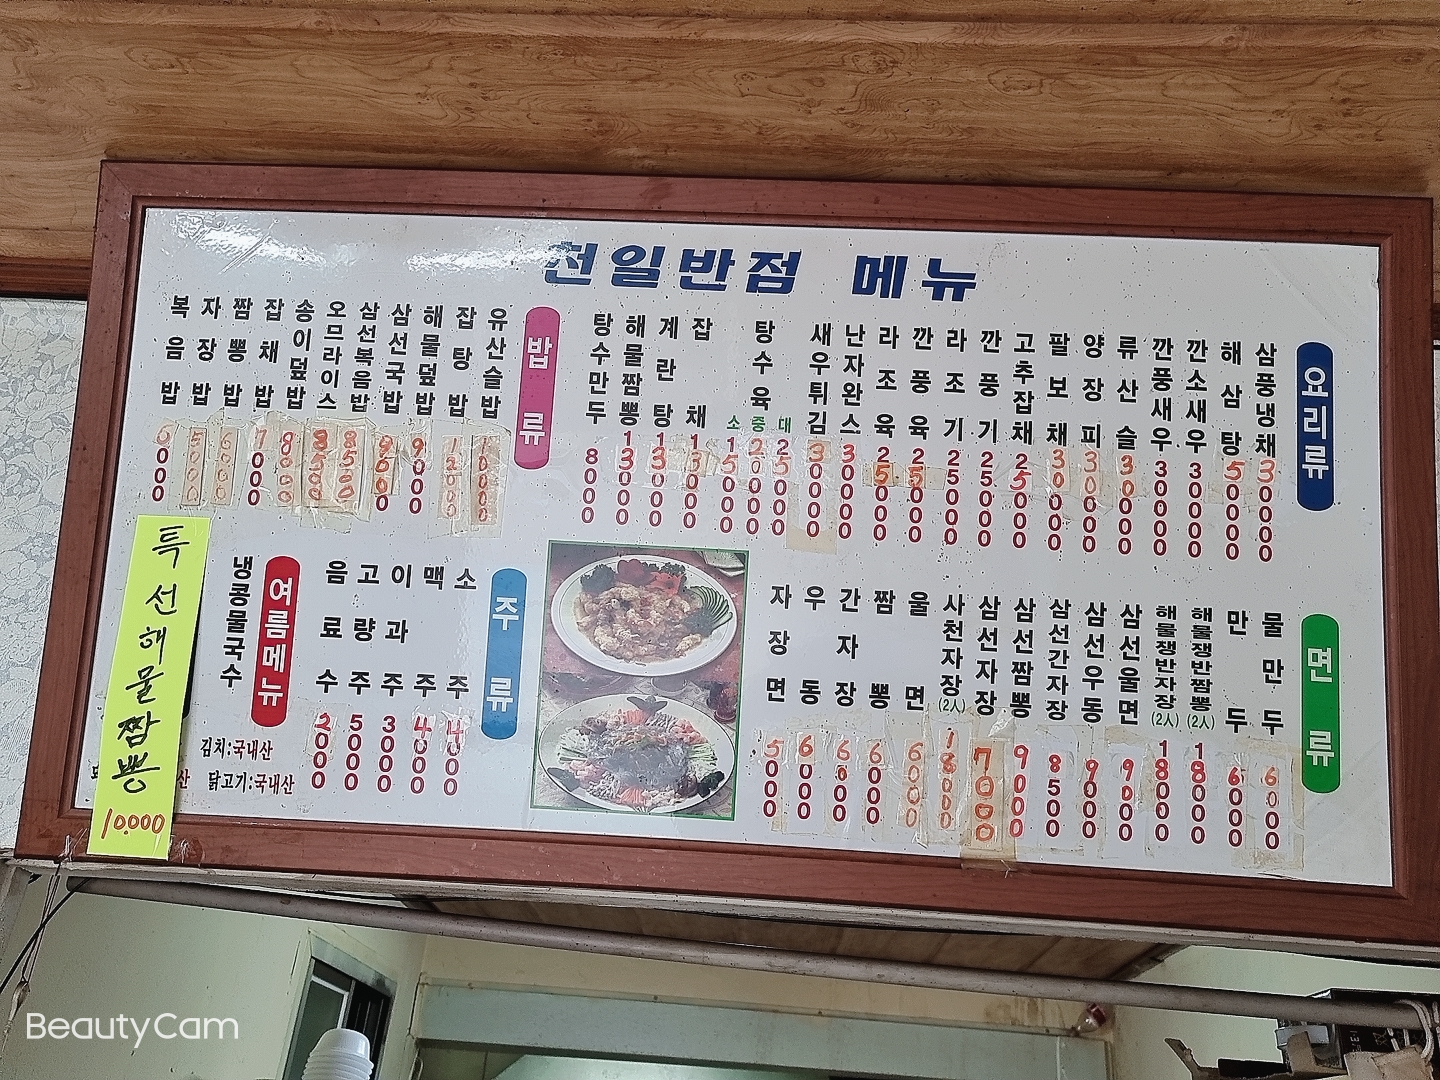 천일반점 메뉴
요리류
삼풍냉채 30000
해삼탕 50000
깐소새우 30000
깐풍새우 30000
류산슬 30000
양장피 30000
팔보채 30000
고추잡채 25000
깐풍기 25000
라조기 25000
깐풍육 25000
라조육 25000
난자완스 30000
새우튀김 30000
탕수육
소 15000
중 20000
대 25000
잡채 13000
계란탕 13000
해물짬뽕 13000
탕수만두 8000
밥류
유산슬밥 10000
잡탕밥 12000
해물덮밥 9000
삼선국밥 9000
삼선복음밥 8500
오므라이스
송이덮밥 8000
잡채밥 7000
짬뽕밥 6000
자장밥 5000
복음밥 6000
면류
물만두 6000
만두 6000
해물쟁반짬뽕(2人) 18000
해물쟁반자장(2人) 18000
삼선울면 9000
삼선우동 9000
삼선간자장 8500
삼선짬뽕 9000
삼선자장 7000
사천자장(2人) 18000
울면 6000
짬뽕 6000
간자장 6000
우동 6000
자장면 5000
주류
소주 4000
맥주 4000
이과주 3000
고량주 5000
음료수 2000
여름메뉴
냉콩물국수
김치:국내산
닭고기:국내산
특선해물짬뽕
10.000
BeautyCam